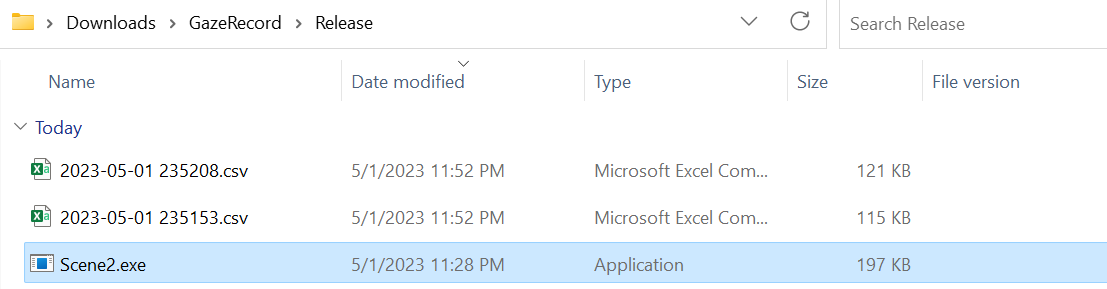 Downloads > GazeRecord > Release Search Release
Name Date modified Type Size File version
Today
2023-05-01 235208.csv 5/1/2023 11:52 PM Microsoft Excel Com... 121 KB
2023-05-01 235153.csv 5/1/2023 11:52 PM Microsoft Excel Com... 115 KB
Scene2.exe 5/1/2023 11:28 PM Application 197 KB